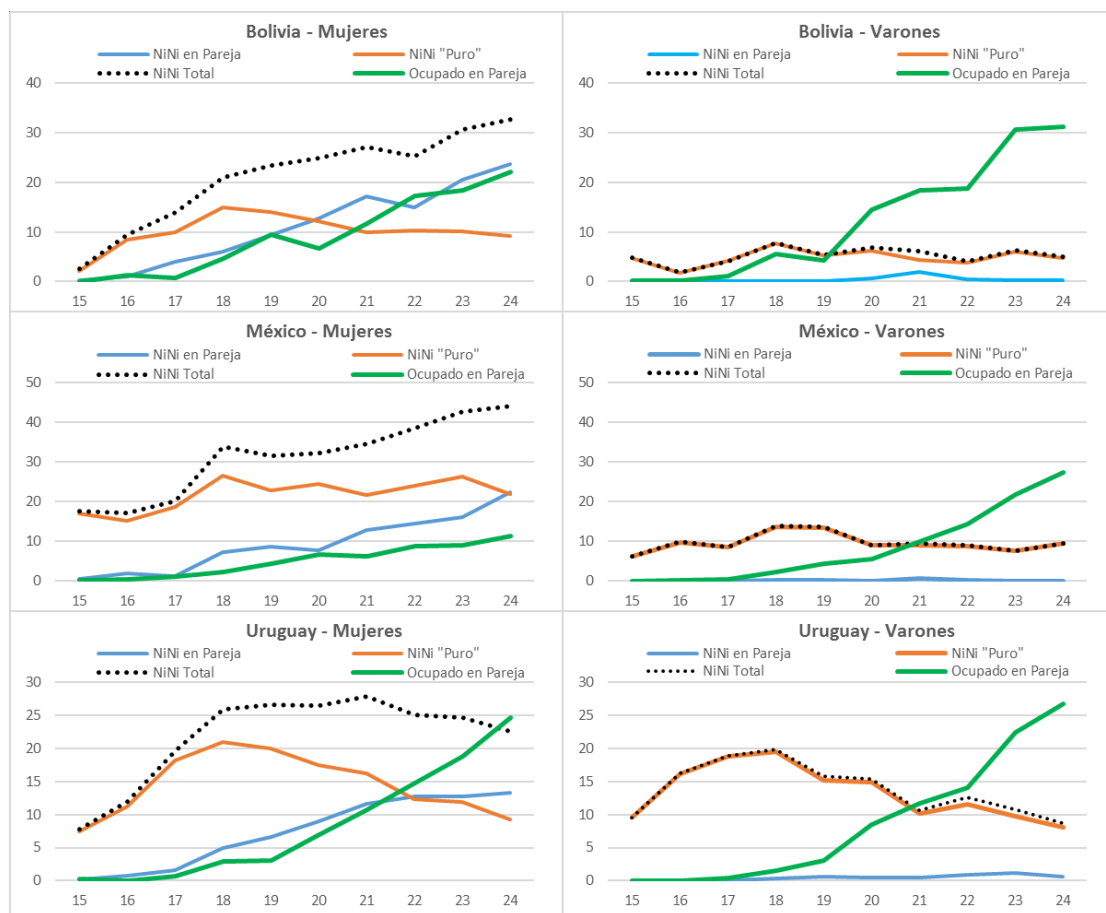 Bolivia - Mujeres
NiNi en Pareja NiNi "Puro"
NiNi Total Ocupado en Pareja
40
30
20
10
0
15 16 17 18 19 20 21 22 23 24
Bolivia - Varones
NiNi en Pareja NiNi "Puro"
NiNi Total Ocupado en Pareja
40
30
20
10
0
15 16 17 18 19 20 21 22 23 24
México - Mujeres
NiNi en Pareja NiNi "Puro"
NiNi Total Ocupado en Pareja
50
40
30
20
10
0
15 16 17 18 19 20 21 22 23 24
México - Varones
NiNi en Pareja NiNi "Puro"
NiNi Total Ocupado en Pareja
50
40
30
20
10
0
15 16 17 18 19 20 21 22 23 24
Uruguay - Mujeres
NiNi en Pareja NiNi "Puro"
NiNi Total Ocupado en Pareja
30
25
20
15
10
5
0
15 16 17 18 19 20 21 22 23 24
Uruguay - Varones
NiNi en Pareja NiNi "Puro"
NiNi Total Ocupado en Pareja
30
25
20
15
10
5
0
15 16 17 18 19 20 21 22 23 24